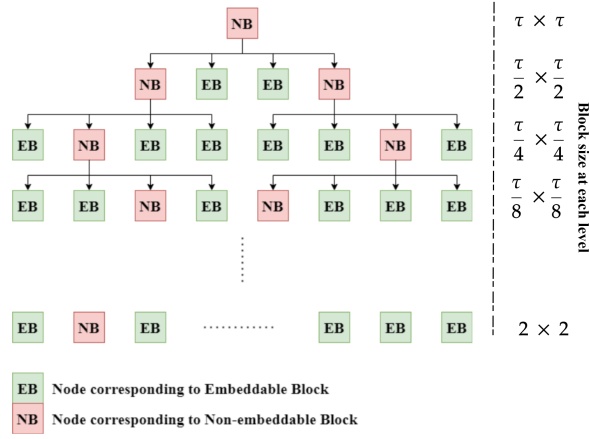 NB
τ × τ
NB EB EB NB
τ/2 × τ/2
EB NB EB EB EB EB NB EB
τ/4 × τ/4
EB EB NB EB NB EB EB EB
τ/8 × τ/8
Block size at each level
EB NB EB ............ EB EB EB
2 × 2
EB Node corresponding to Embeddable Block
NB Node corresponding to Non-embeddable Block